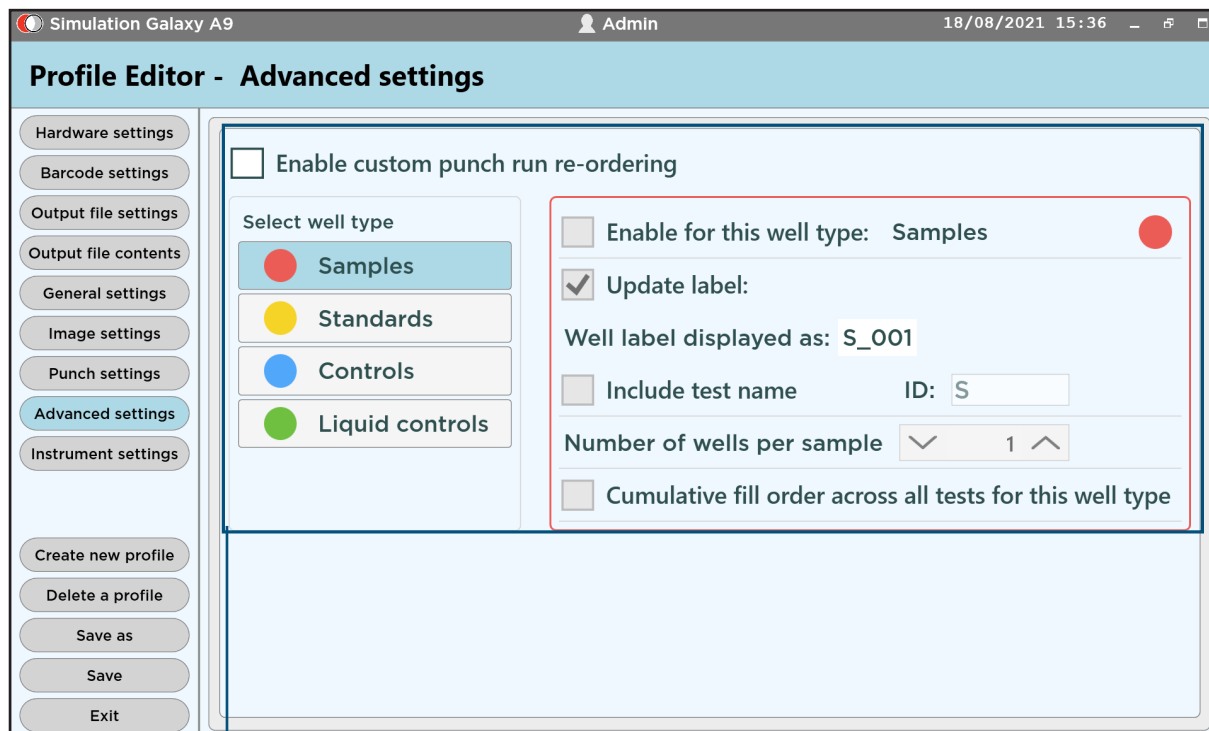 Simulation Galaxy A9
Admin
18/08/2021 15:36
Profile Editor - Advanced settings
Hardware settings
Barcode settings
Output file settings
Output file contents
General settings
Image settings
Punch settings
Advanced settings
Instrument settings
Create new profile
Delete a profile
Save as
Save
Exit
Enable custom punch run re-ordering
Select well type
Samples
Standards
Controls
Liquid controls
Enable for this well type: Samples
Update label:
Well label displayed as: S_001
Include test name ID: S
Number of wells per sample 1
Cumulative fill order across all tests for this well type